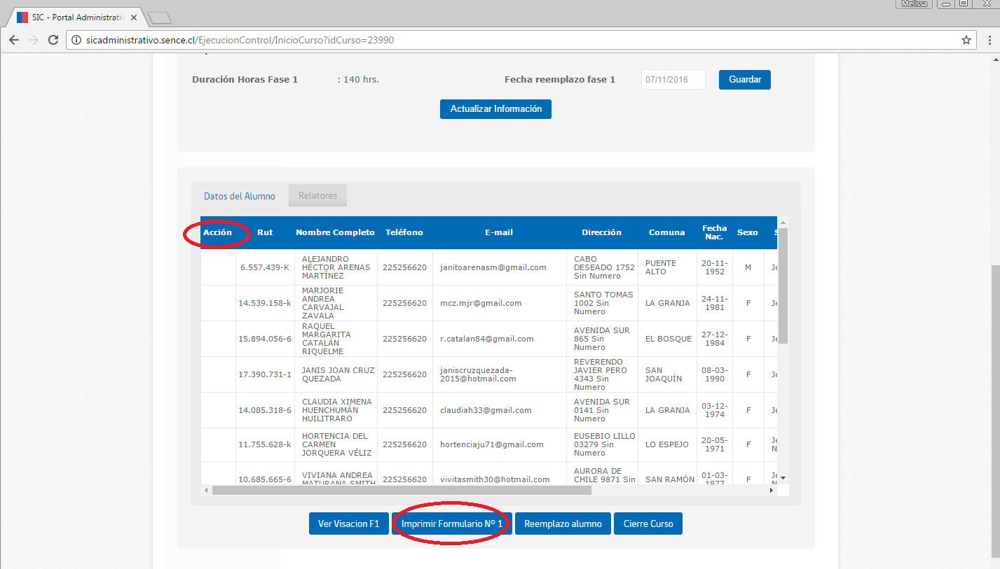 Melissa
SIC - Portal Administrativ
sicadministrativo.sence.cl/EjecucionControl/InicioCurso?idCurso=23990
Duración Horas Fase 1 : 140 hrs. Fecha reemplazo fase 1 07/11/2016 Guardar
Actualizar Información
Datos del Alumno Relatores
Acción Rut Nombre Completo Teléfono E-mail Dirección Comuna Fecha Nac. Sexo S
6.557.439-K ALEJANDRO HÉCTOR ARENAS MARTÍNEZ 225256620 janitoarenasm@gmail.com CABO DESEADO 1752 Sin Numero PUENTE ALTO 20-11-1952 M Je
14.539.158-k MARJORIE ANDREA CARVAJAL ZAVALA 225256620 mcz.mjr@gmail.com SANTO TOMAS 1002 Sin Numero LA GRANJA 24-11-1981 F Je
15.894.056-6 RAQUEL MARGARITA CATALÁN RIQUELME 225256620 r.catalan84@gmail.com AVENIDA SUR 865 Sin Numero EL BOSQUE 27-12-1984 F Je
17.390.731-1 JANIS JOAN CRUZ QUEZADA 225256620 janiscruzquezada-2015@hotmail.com REVERENDO JAVIER PERO 4343 Sin Numero SAN JOAQUÍN 08-03-1990 F Je
14.085.318-6 CLAUDIA XIMENA HUENCHUMÁN HUILITRARO 225256620 claudiah33@gmail.com AVENIDA SUR 0141 Sin Numero LA GRANJA 03-12-1974 F Je
11.755.628-k HORTENCIA DEL CARMEN JORQUERA VÉLIZ 225256620 hortenciaju71@gmail.com EUSEBIO LILLO 03279 Sin Numero LO ESPEJO 20-05-1971 F Je N
10.685.665-6 VIVIANA ANDREA MATURANA SMITH 225256620 vivitasmith30@hotmail.com AURORA DE CHILE 9871 Sin SAN RAMÓN 01-03-1977 F Je N
Ver Visacion F1 Imprimir Formulario Nº 1 Reemplazo alumno Cierre Curso